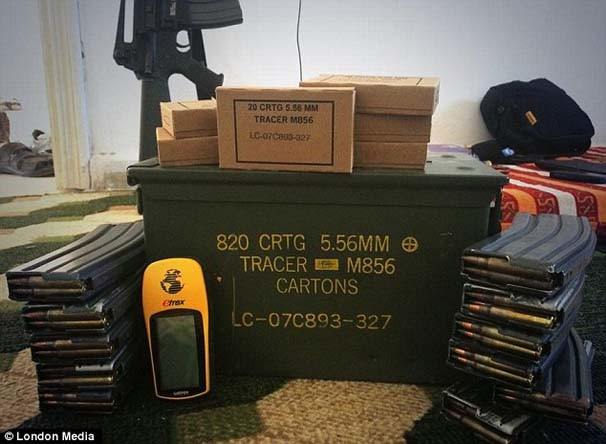 20 CRTG 5.56 MM
TRACER M856
LC-07C893-327
820 CRTG 5.56MM
TRACER M856
CARTONS
LC-07C893-327
etrex
© London Media